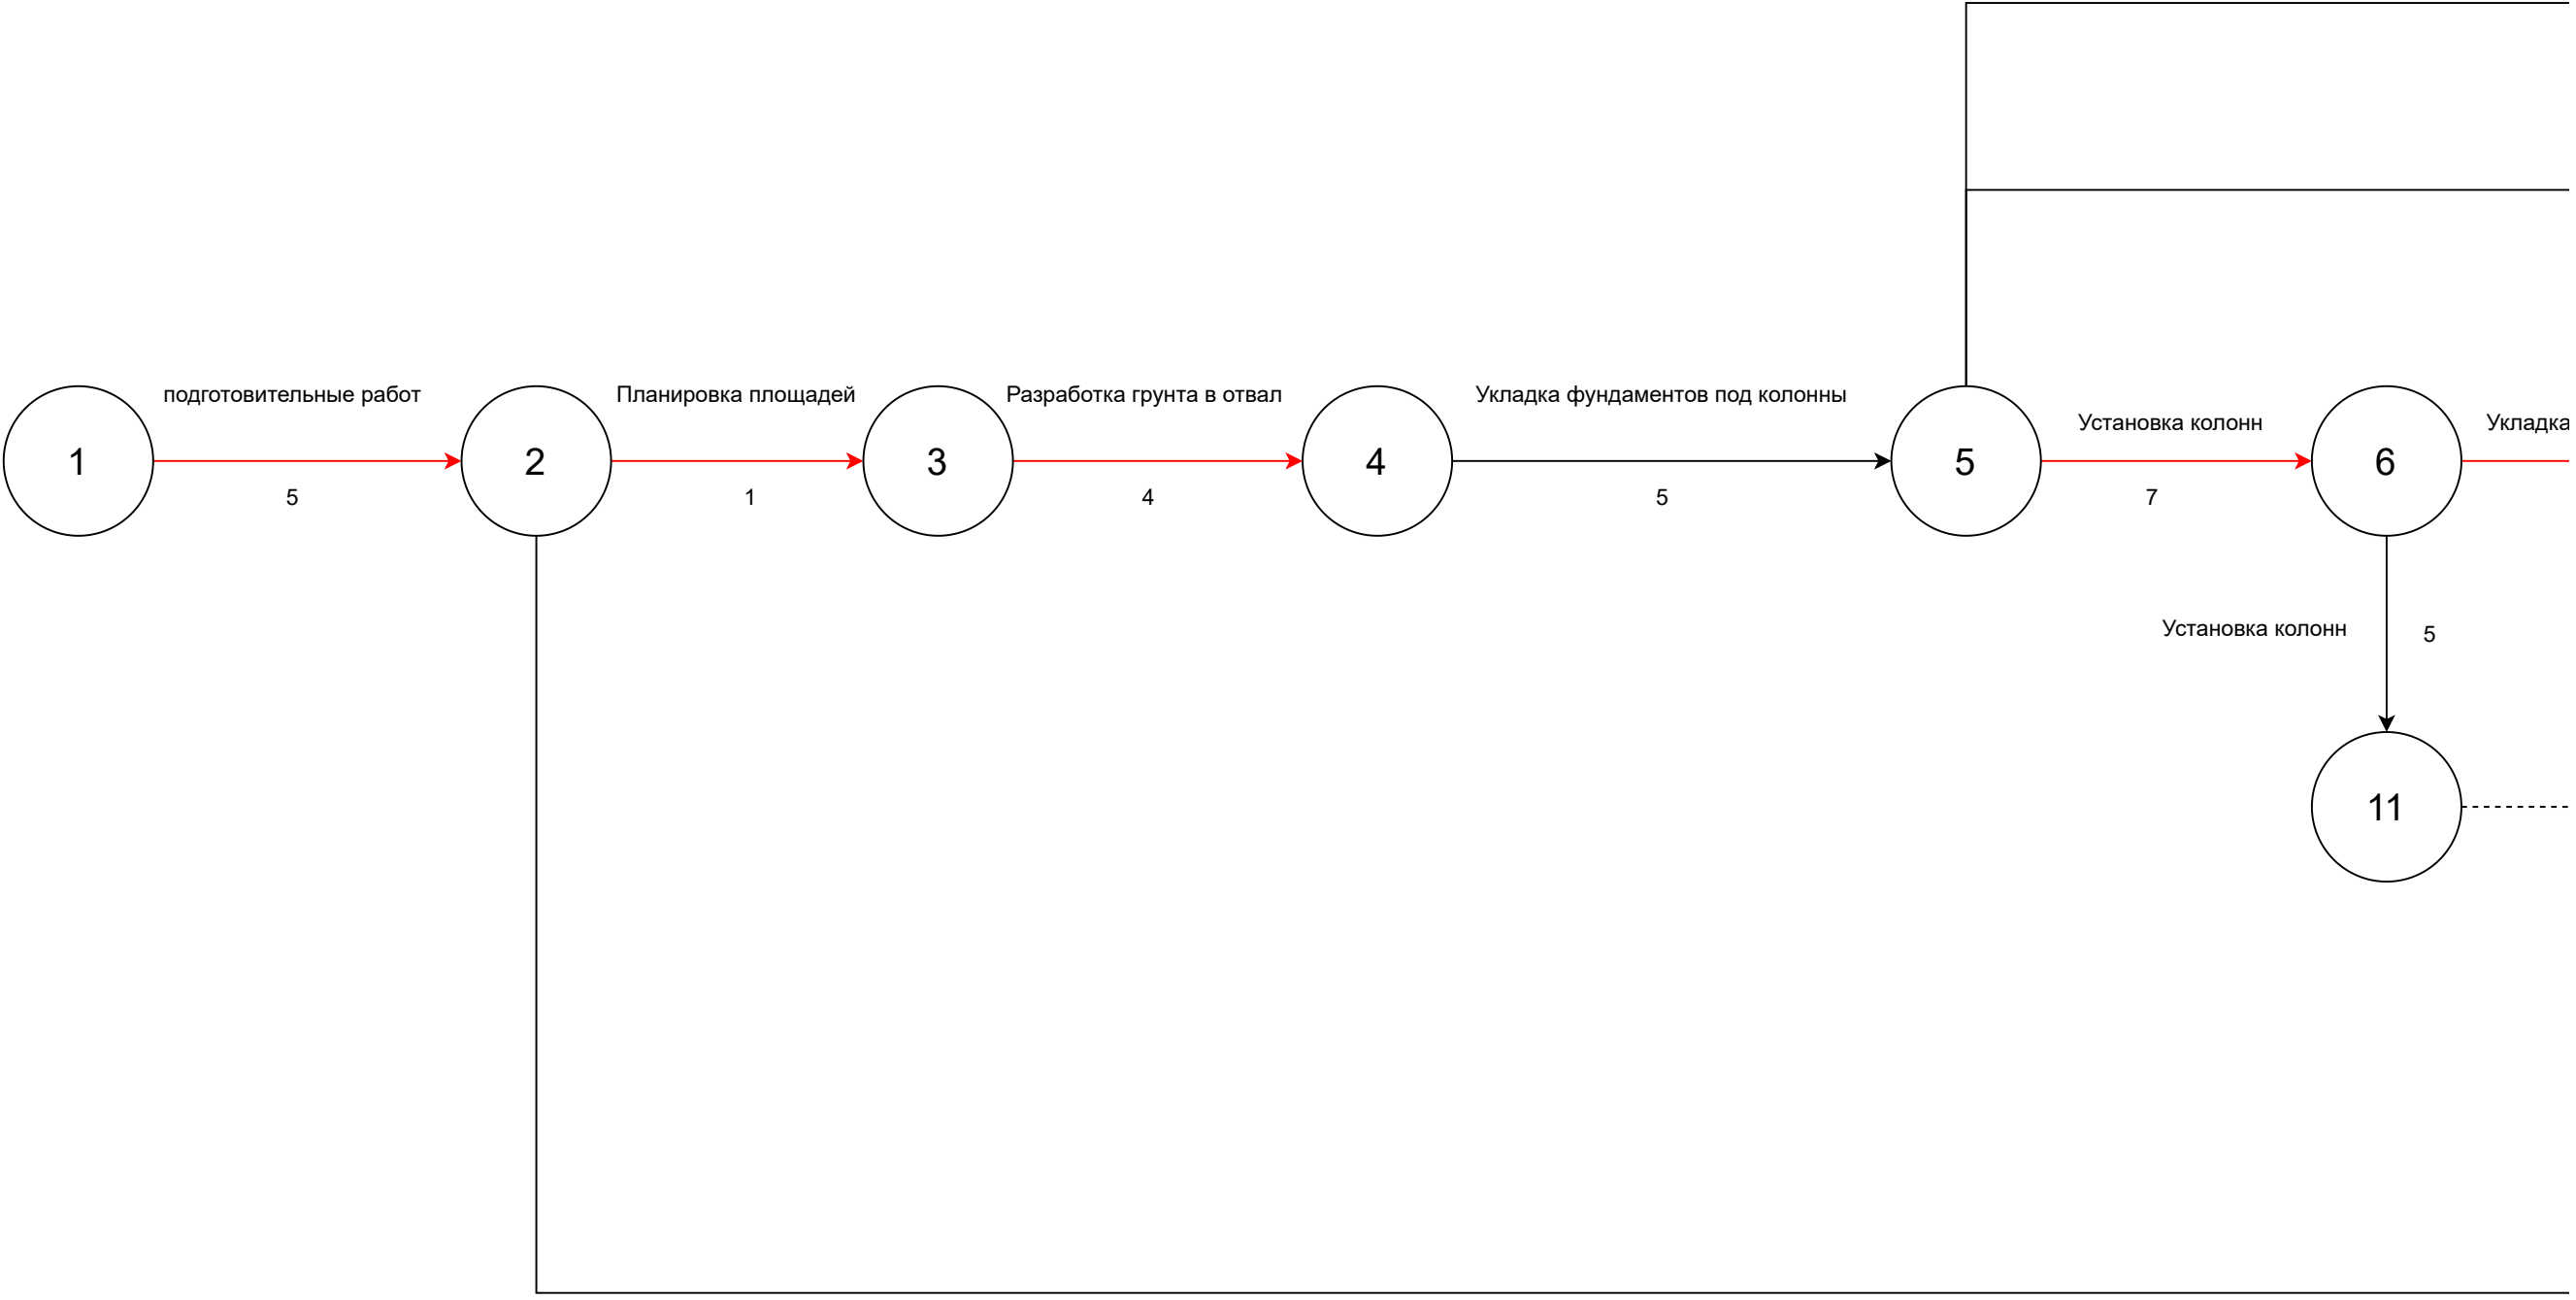 подготовительные работ
Планировка площадей
Разработка грунта в отвал
Укладка фундаментов под колонны
Установка колонн
Укладка
1
2
3
4
5
6
5
1
4
5
7
Установка колонн
5
11